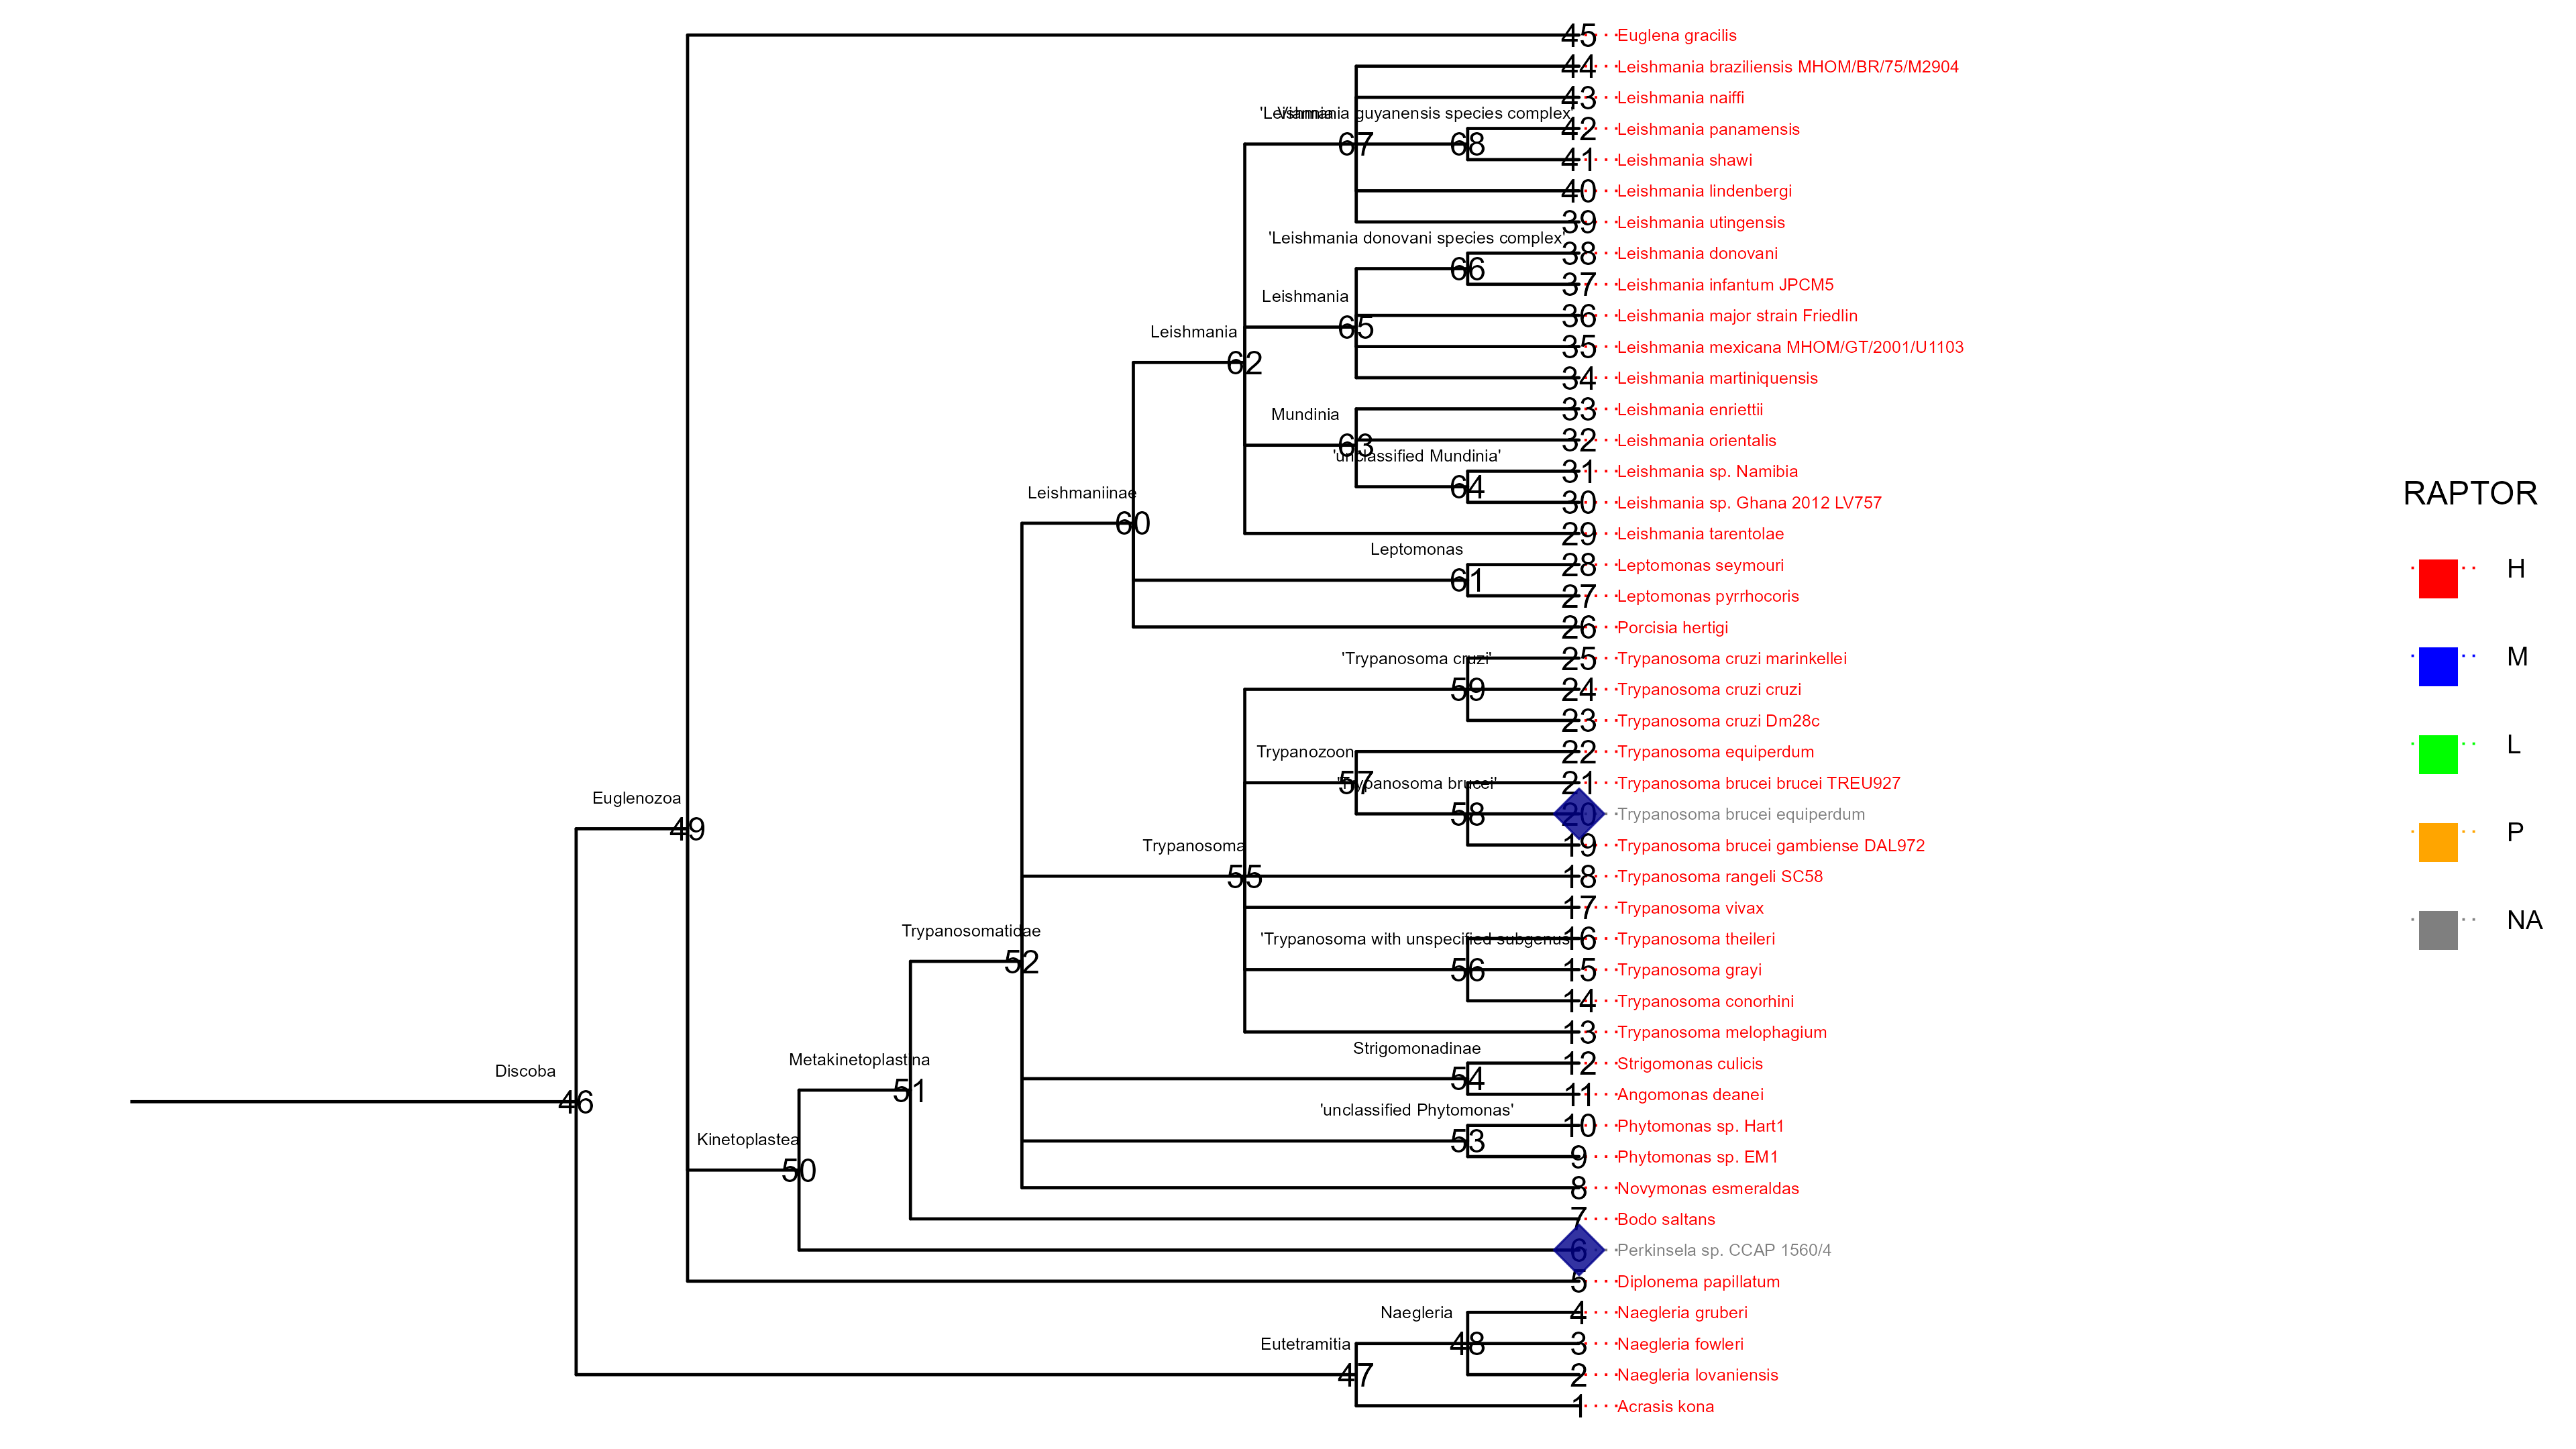 45 Euglena gracilis
44 Leishmania braziliensis MHOM/BR/75/M2904
43 Leishmania naiffi
'Leishmania guyanensis species complex'
Viannia
42 Leishmania panamensis
67
68
41 Leishmania shawi
40 Leishmania lindenbergi
39 Leishmania utingensis
'Leishmania donovani species complex'
38 Leishmania donovani
66
37 Leishmania infantum JPCM5
Leishmania
36 Leishmania major strain Friedlin
65
Leishmania
35 Leishmania mexicana MHOM/GT/2001/U1103
62
34 Leishmania martiniquensis
33 Leishmania enriettii
Mundinia
32 Leishmania orientalis
63
'unclassified Mundinia'
31 Leishmania sp. Namibia
64
Leishmaniinae
30 Leishmania sp. Ghana 2012 LV757
60
29 Leishmania tarentolae
Leptomonas
28 Leptomonas seymouri
61
27 Leptomonas pyrrhocoris
26 Porcisia hertigi
'Trypanosoma cruzi'
25 Trypanosoma cruzi marinkellei
59
24 Trypanosoma cruzi cruzi
23 Trypanosoma cruzi Dm28c
Trypanozoon
22 Trypanosoma equiperdum
57
'Trypanosoma brucei'
21 Trypanosoma brucei brucei TREU927
Euglenozoa
58
20 Trypanosoma brucei equiperdum
49
Trypanosoma
19 Trypanosoma brucei gambiense DAL972
55
18 Trypanosoma rangeli SC58
17 Trypanosoma vivax
Trypanosomatidae
'Trypanosoma with unspecified subgenus'
16 Trypanosoma theileri
52
56
15 Trypanosoma grayi
14 Trypanosoma conorhini
13 Trypanosoma melophagium
Strigomonadinae
12 Strigomonas culicis
Discoba
Metakinetoplastina
54
46
51
11 Angomonas deanei
'unclassified Phytomonas'
10 Phytomonas sp. Hart1
Kinetoplastea
53
9 Phytomonas sp. EM1
50
8 Novymonas esmeraldas
7 Bodo saltans
6 Perkinsela sp. CCAP 1560/4
5 Diplonema papillatum
Naegleria
4 Naegleria gruberi
Eutetramitia
48
3 Naegleria fowleri
47
2 Naegleria lovaniensis
1 Acrasis kona
RAPTOR
H
M
L
P
NA